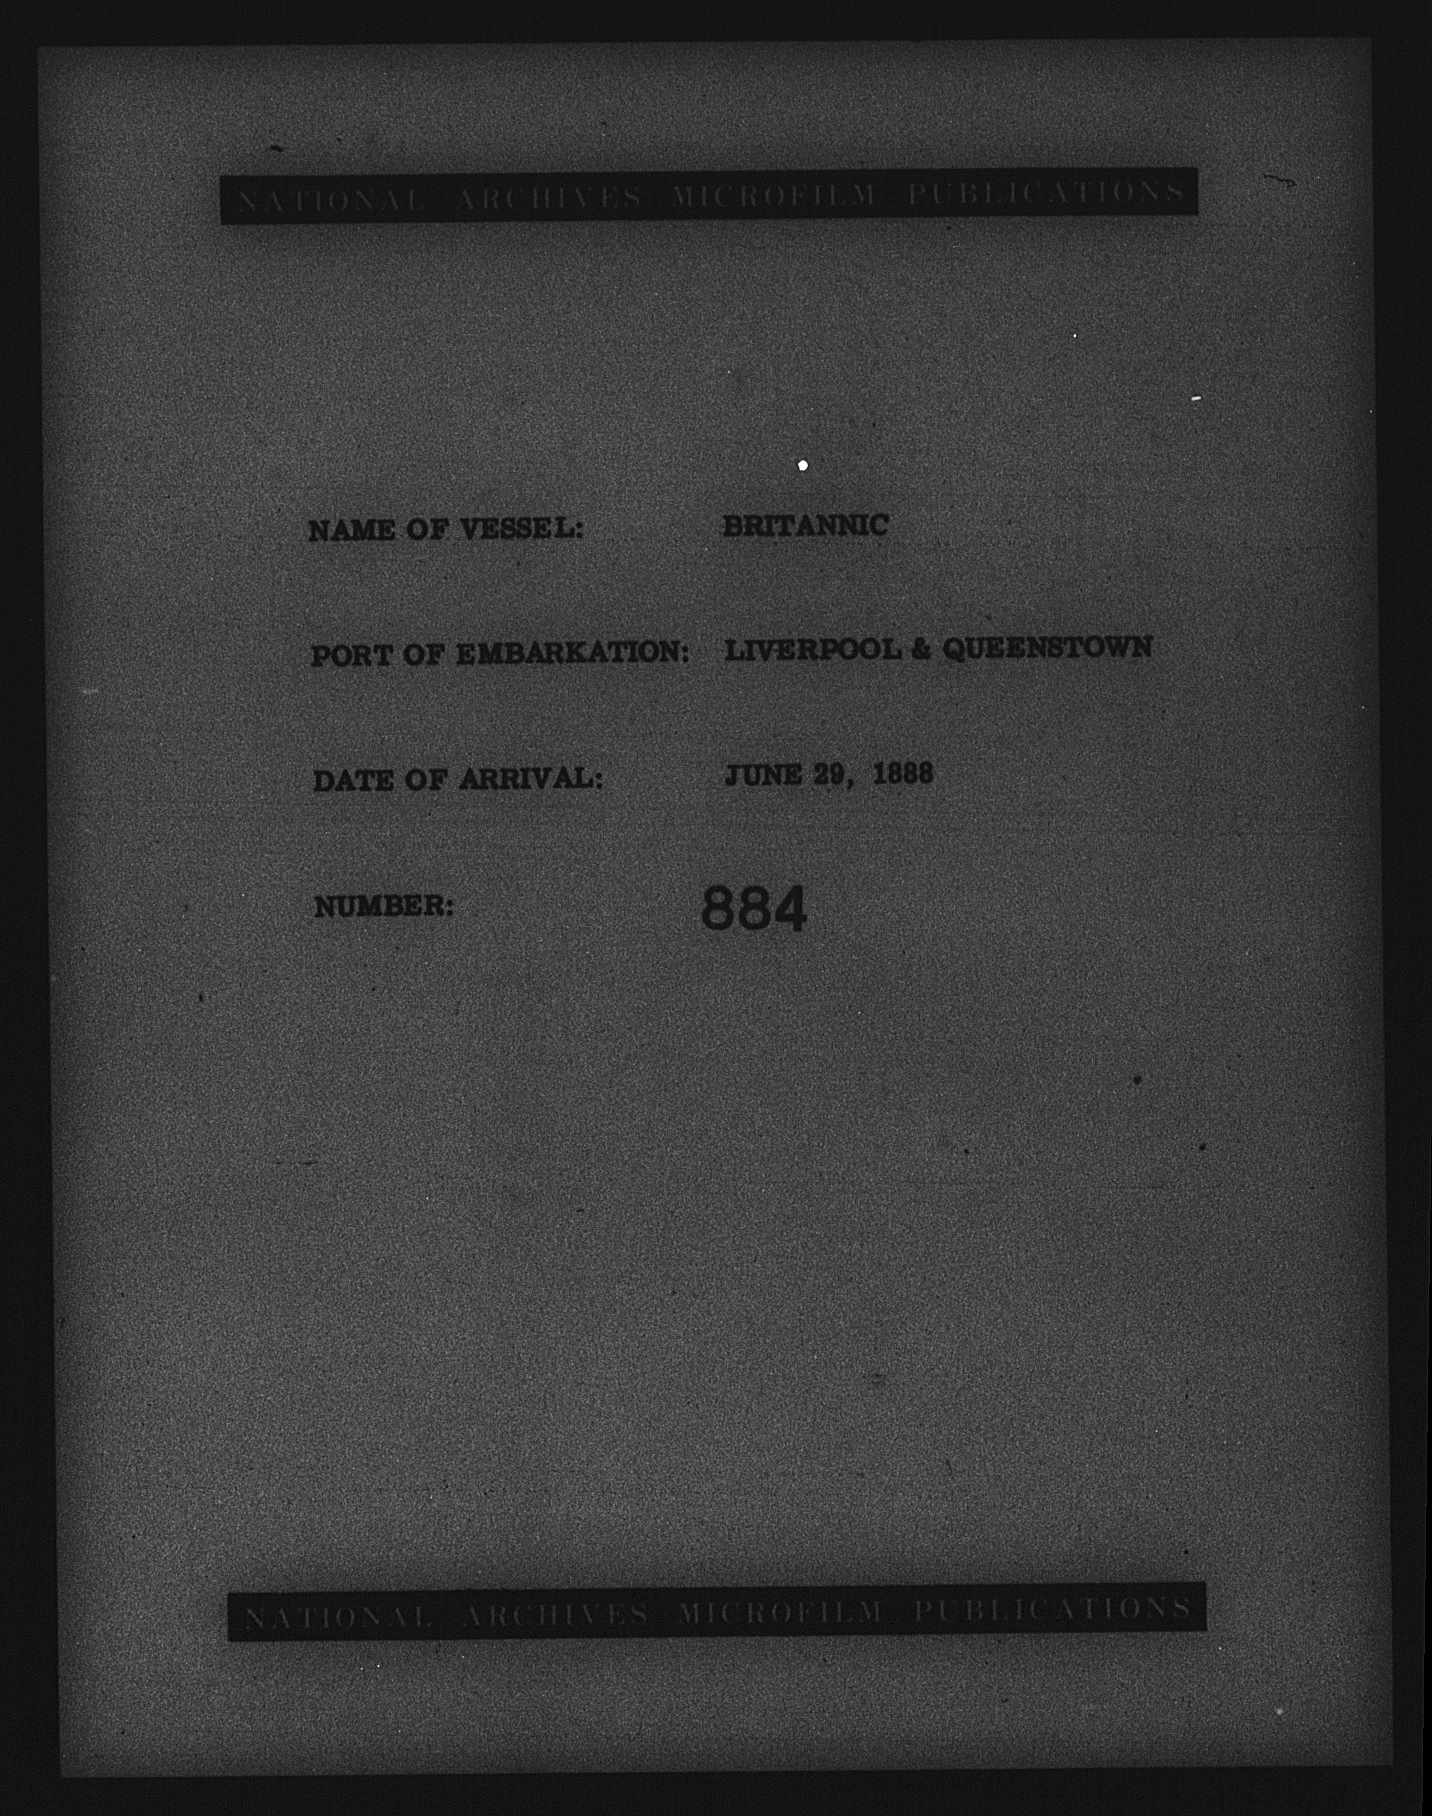 NATIONAL ARCHIVES MICROFILM PUBLICATIONS
NAME OF VESSEL: BRITANNIC
PORT OF EMBARKATION: LIVERPOOL & QUEENSTOWN
DATE OF ARRIVAL: JUNE 29, 1888
NUMBER: 884
NATIONAL ARCHIVES MICROFILM PUBLICATIONS